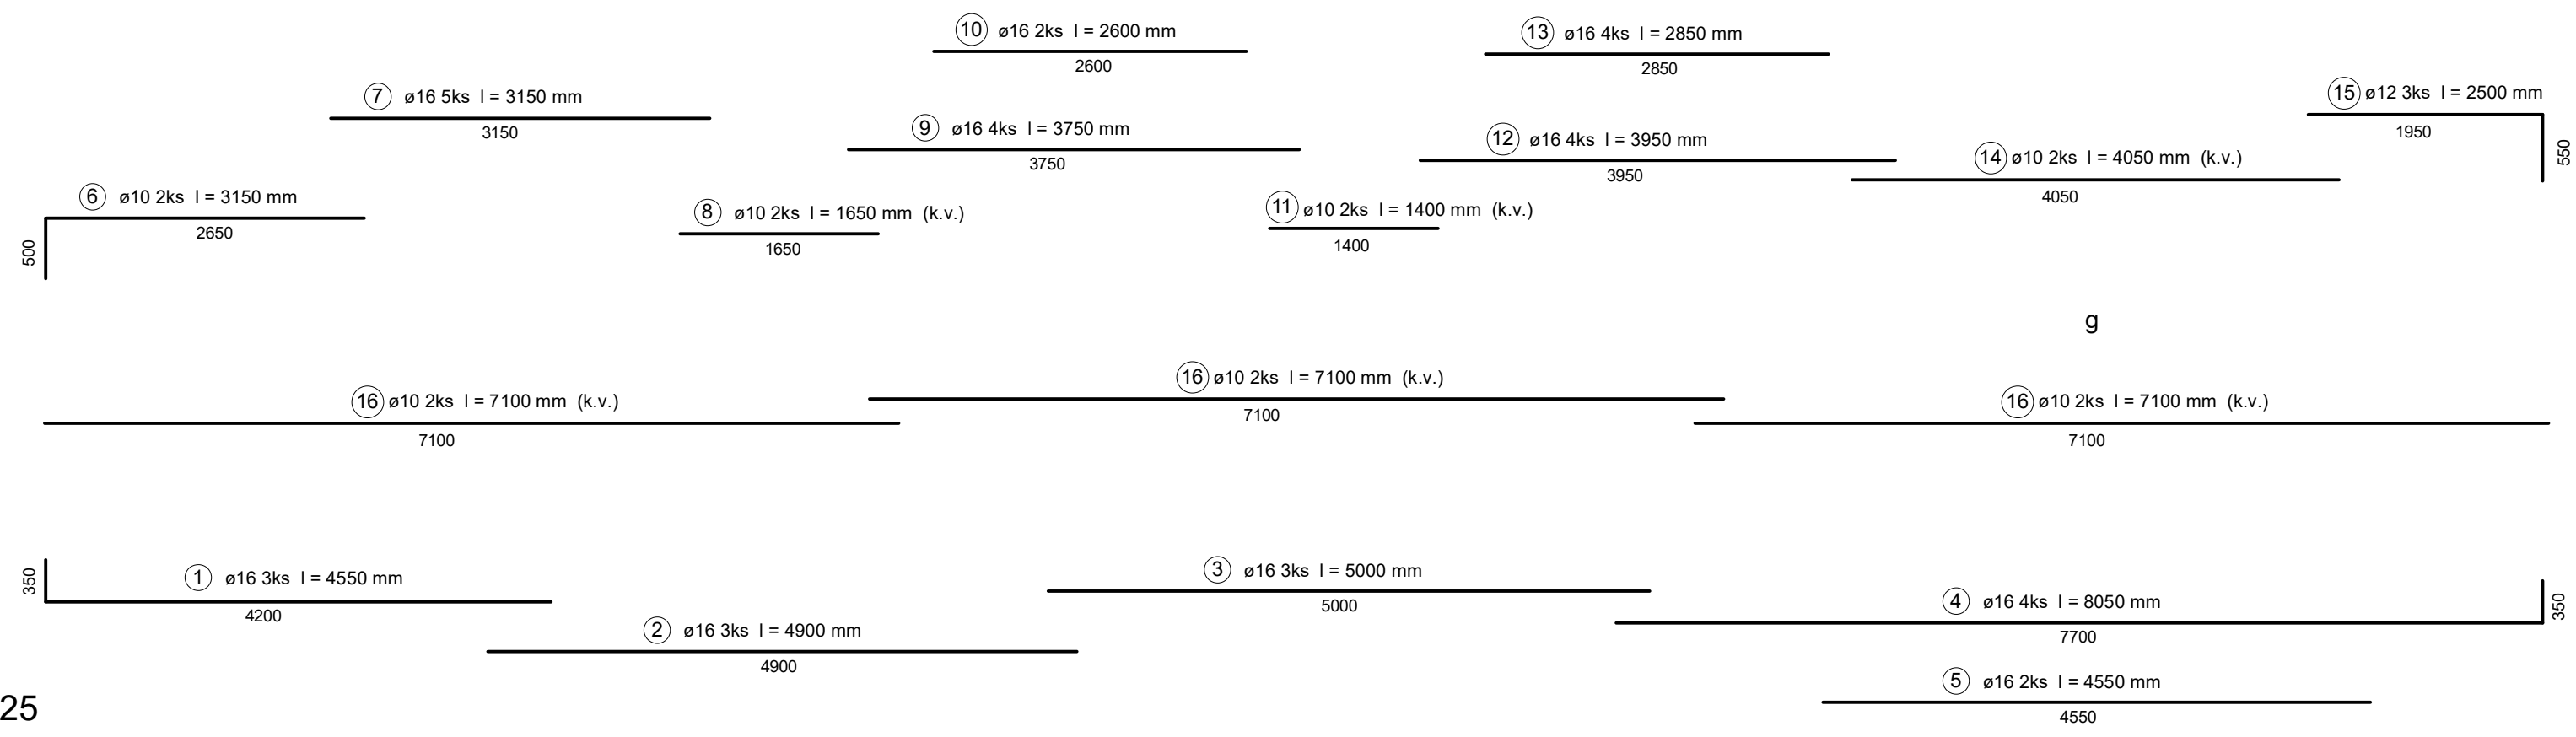 10 ø16 2ks l = 2600 mm
2600
13 ø16 4ks l = 2850 mm
2850
7 ø16 5ks l = 3150 mm
3150
15 ø12 3ks l = 2500 mm
1950
550
9 ø16 4ks l = 3750 mm
3750
12 ø16 4ks l = 3950 mm
3950
14 ø10 2ks l = 4050 mm (k.v.)
4050
6 ø10 2ks l = 3150 mm
2650
500
8 ø10 2ks l = 1650 mm (k.v.)
1650
11 ø10 2ks l = 1400 mm (k.v.)
1400
g
16 ø10 2ks l = 7100 mm (k.v.)
7100
16 ø10 2ks l = 7100 mm (k.v.)
7100
16 ø10 2ks l = 7100 mm (k.v.)
7100
350
1 ø16 3ks l = 4550 mm
4200
2 ø16 3ks l = 4900 mm
4900
3 ø16 3ks l = 5000 mm
5000
4 ø16 4ks l = 8050 mm
7700
350
5 ø16 2ks l = 4550 mm
4550
25